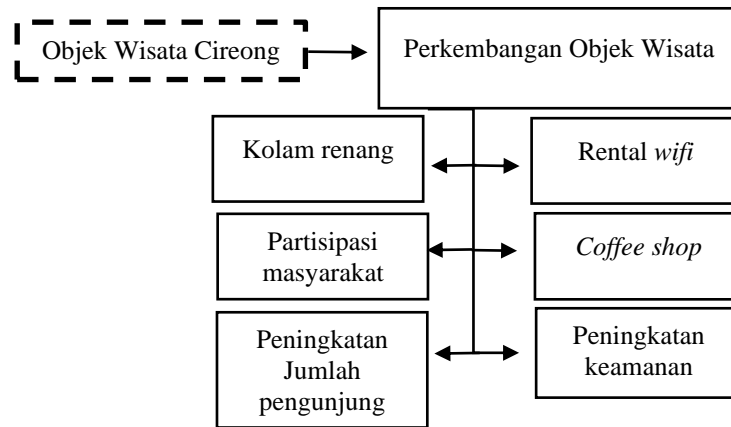 Objek Wisata Cireong
Perkembangan Objek Wisata
Kolam renang
Rental wifi
Partisipasi
masyarakat
Coffee shop
Peningkatan
Jumlah
pengunjung
Peningkatan
keamanan